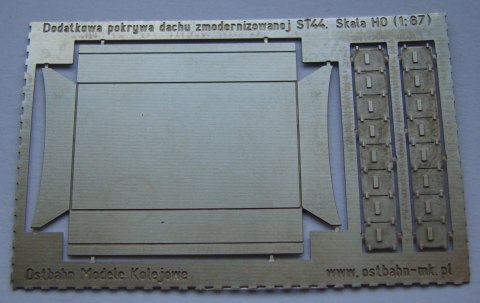 Dodatkowa pokrywa dachu zmodernizowanej ST44. Skala H0 (1:87)
Ostbahn Modele Kolejowe
www.ostbahn-mk.pl